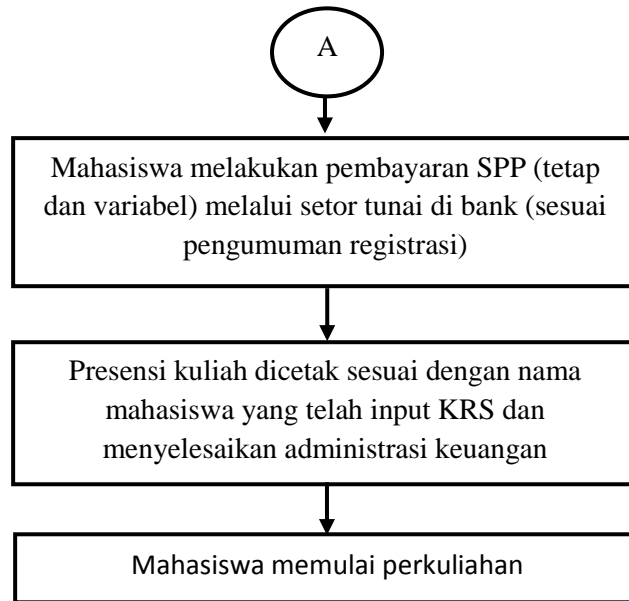 A
Mahasiswa melakukan pembayaran SPP (tetap
dan variabel) melalui setor tunai di bank (sesuai
pengumuman registrasi)
Presensi kuliah dicetak sesuai dengan nama
mahasiswa yang telah input KRS dan
menyelesaikan administrasi keuangan
Mahasiswa memulai perkuliahan